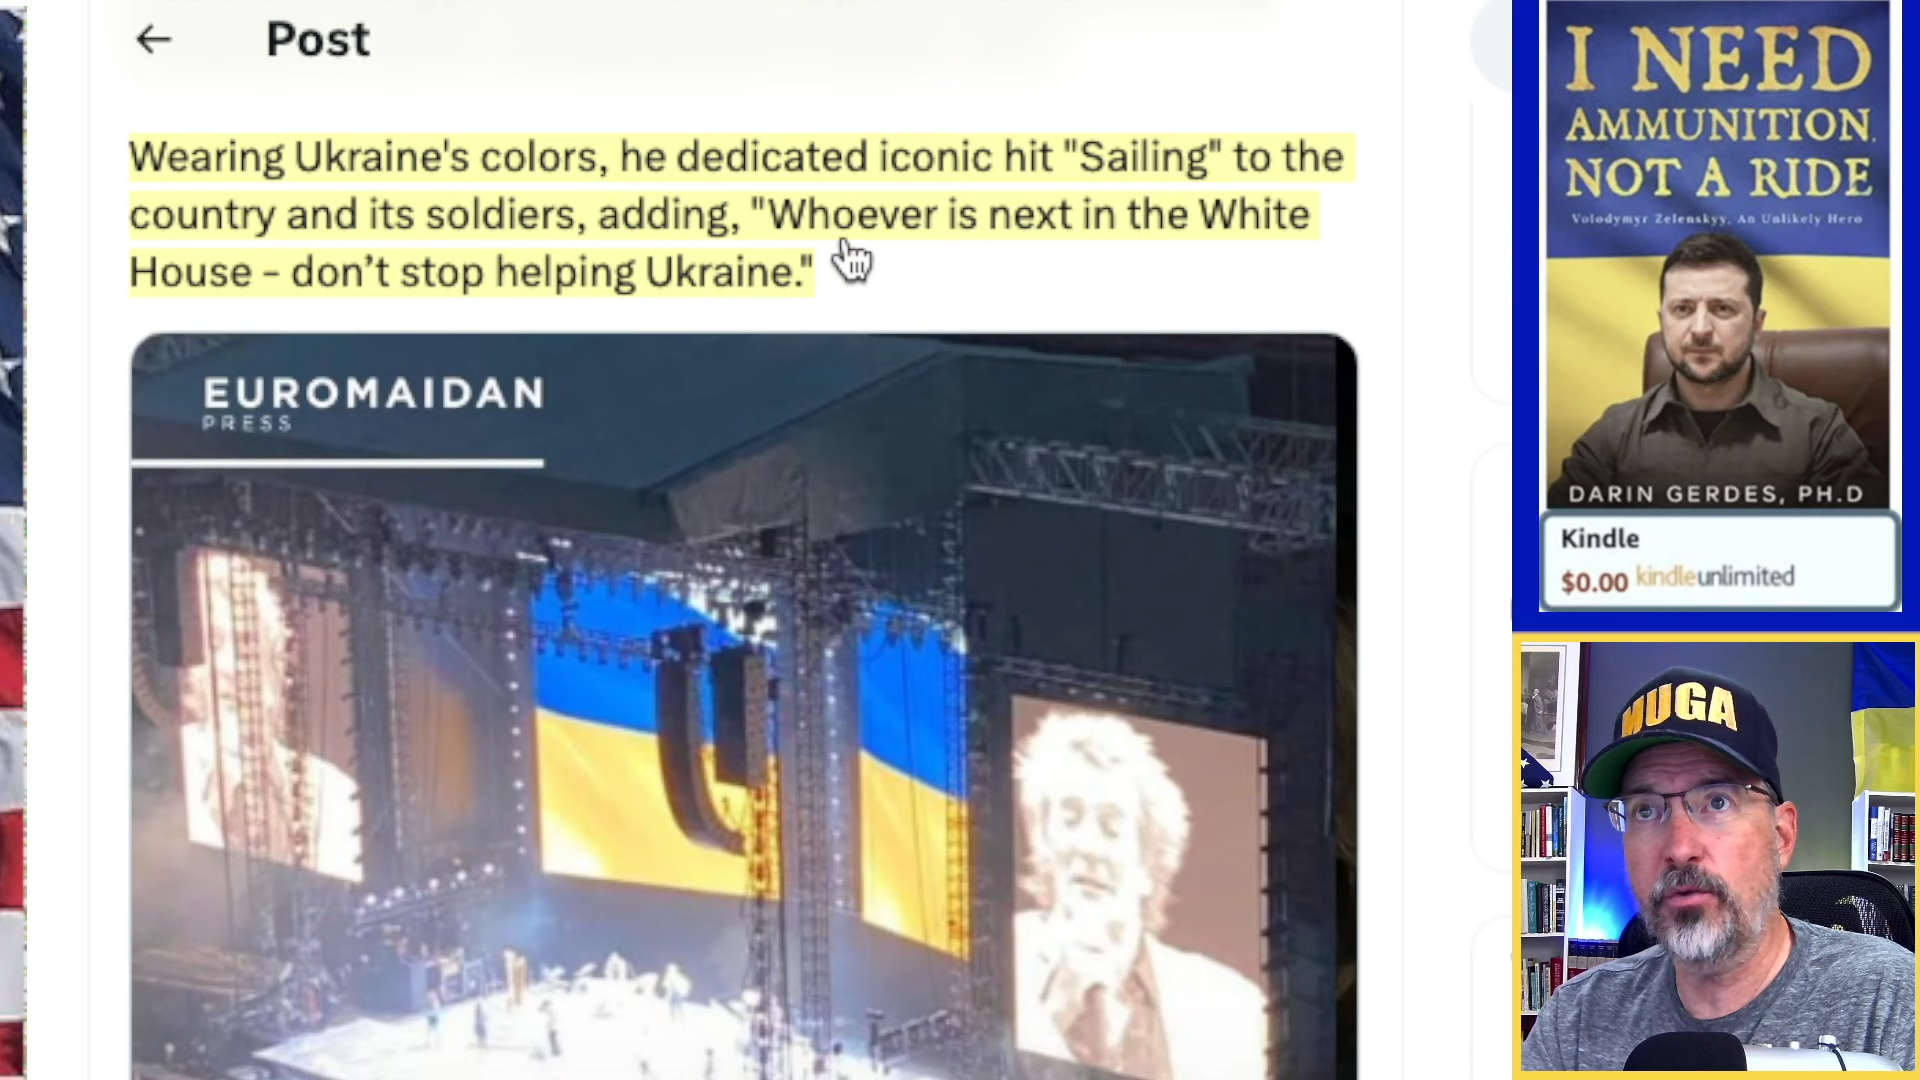 Post
Wearing Ukraine's colors, he dedicated iconic hit "Sailing" to the
country and its soldiers, adding, "Whoever is next in the White
House – don’t stop helping Ukraine."
EUROMAIDAN
PRESS
I NEED
AMMUNITION,
NOT A RIDE
Volodymyr Zelenskyy, An Unlikely Hero
DARIN GERDES, PH.D
Kindle
$0.00 kindleunlimited
MUGA